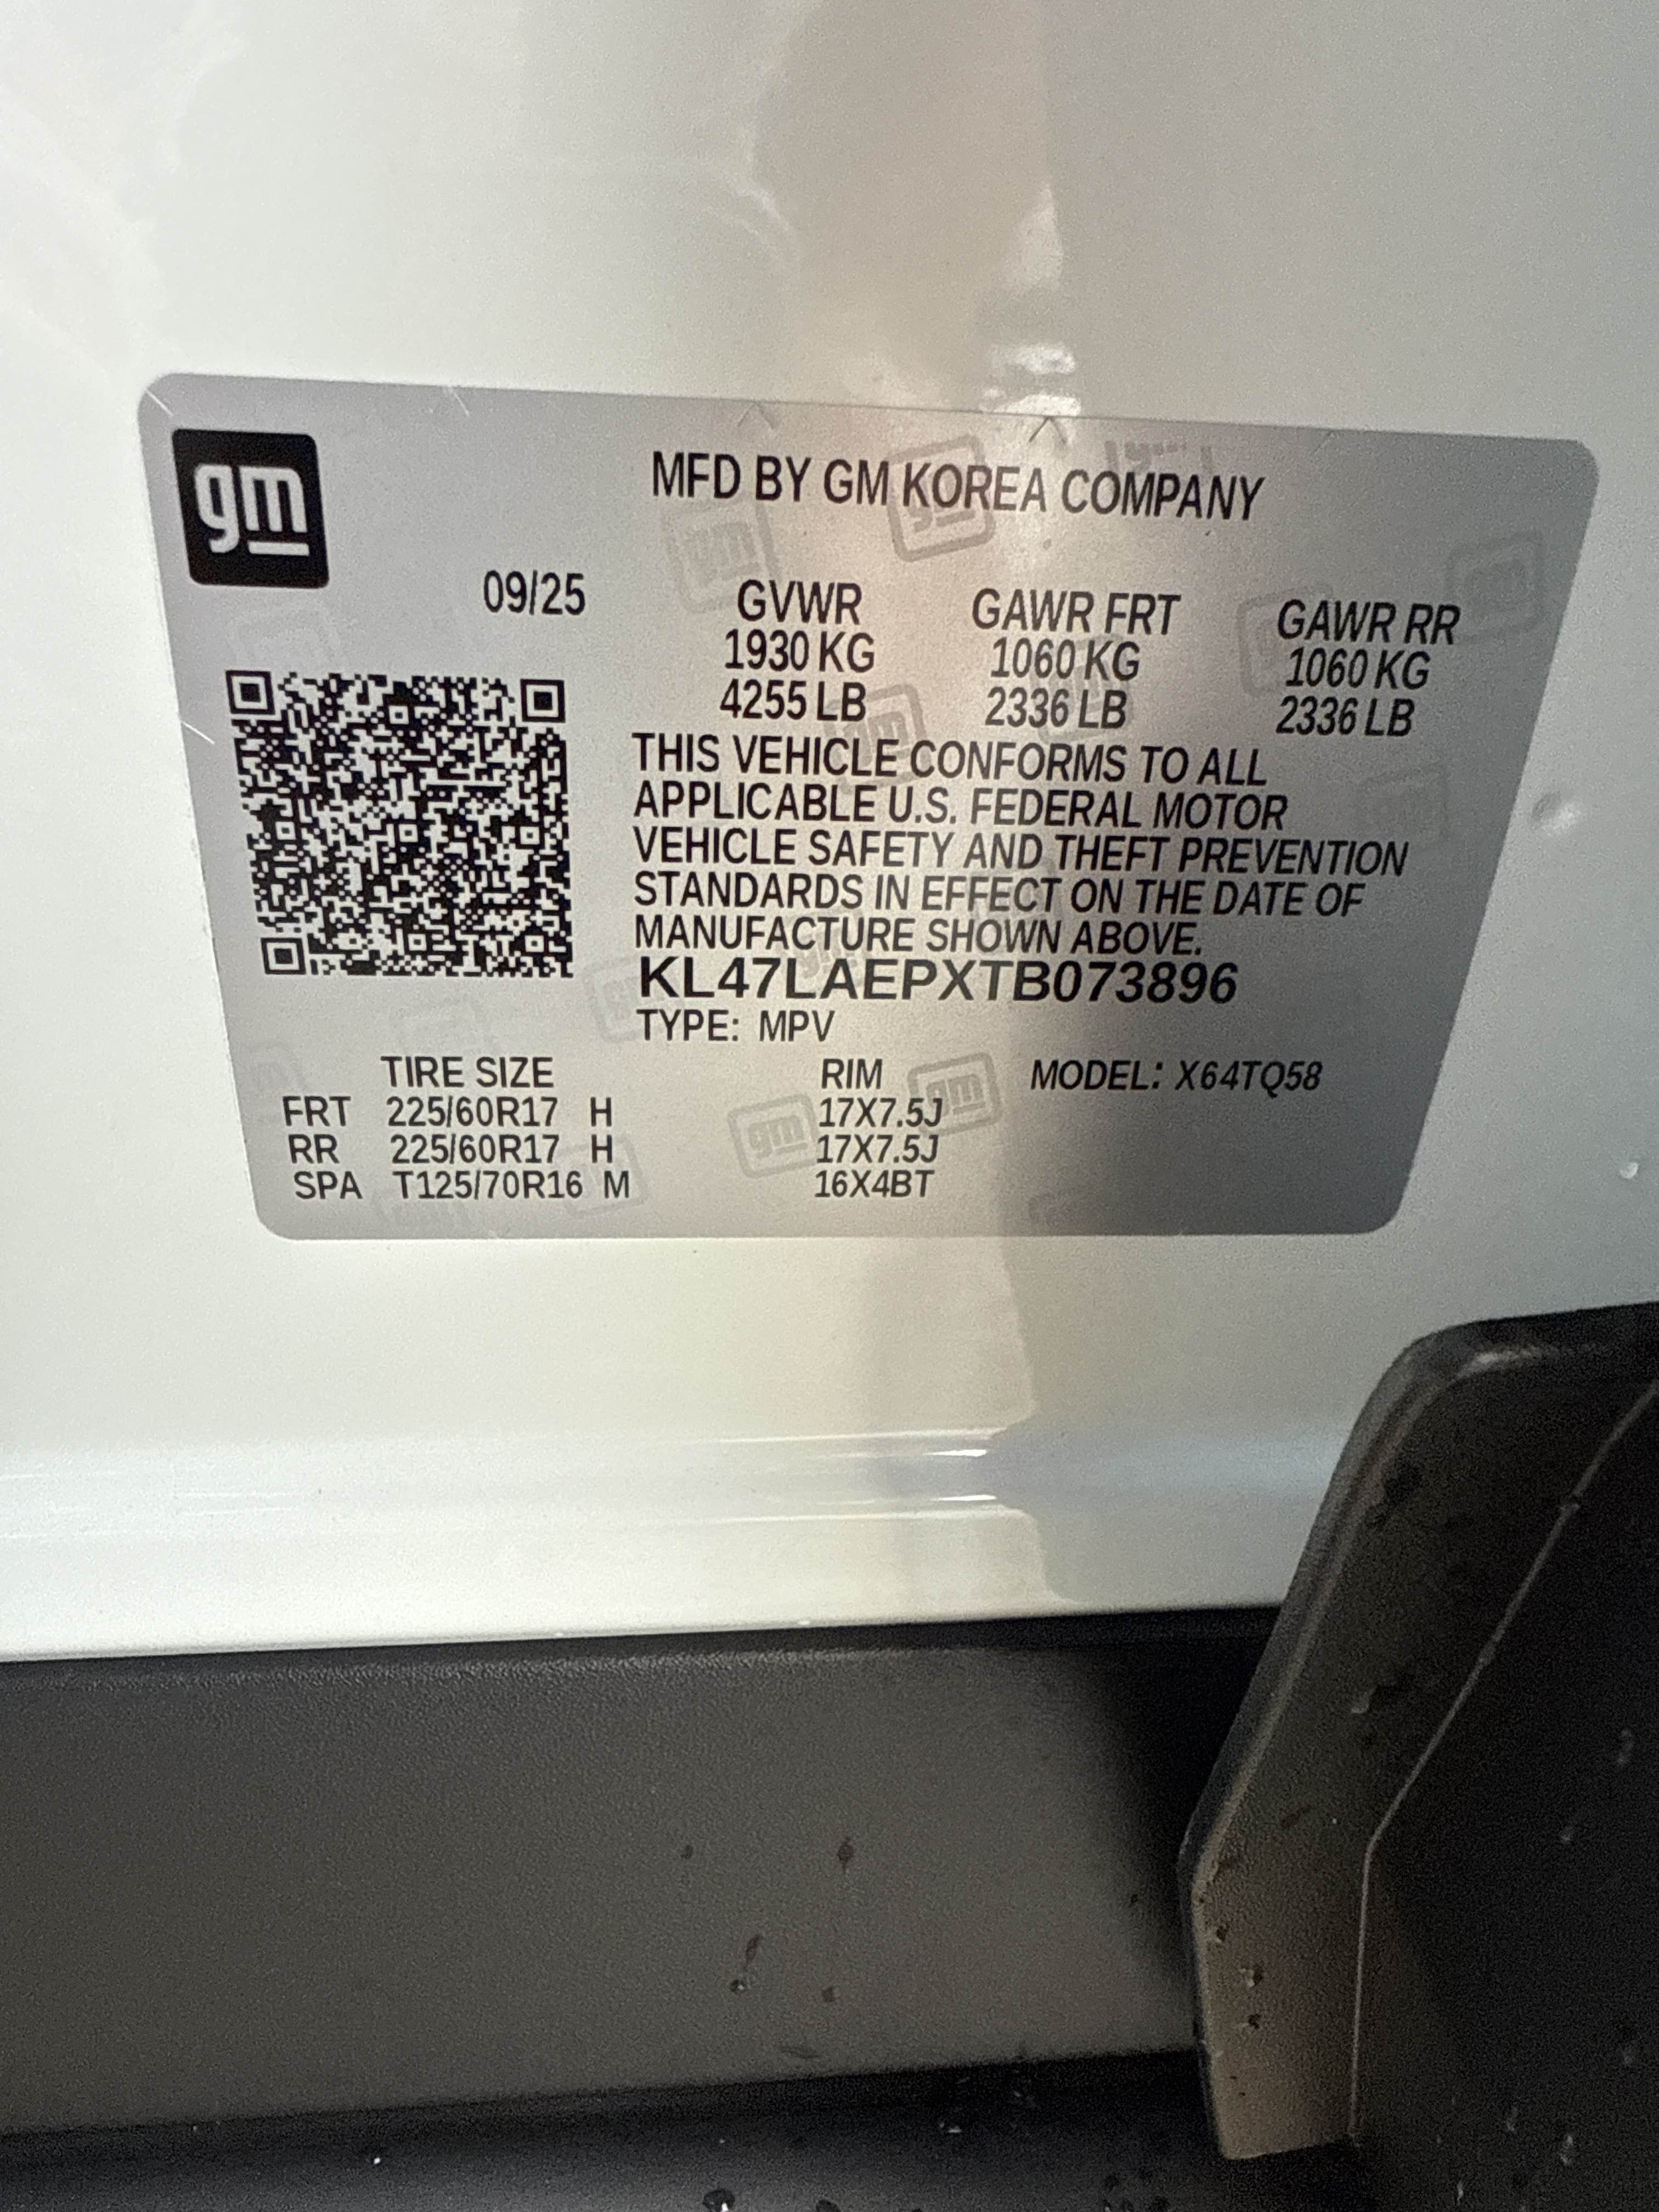 gm
MFD BY GM KOREA COMPANY
09/25
GVWR GAWR FRT GAWR RR
1930 KG 1060 KG 1060 KG
4255 LB 2336 LB 2336 LB
THIS VEHICLE CONFORMS TO ALL
APPLICABLE U.S. FEDERAL MOTOR
VEHICLE SAFETY AND THEFT PREVENTION
STANDARDS IN EFFECT ON THE DATE OF
MANUFACTURE SHOWN ABOVE.
KL47LAEPXTB073896
TYPE: MPV
TIRE SIZE RIM MODEL: X64TQ58
FRT 225/60R17 H 17X7.5J
RR 225/60R17 H 17X7.5J
SPA T125/70R16 M 16X4BT